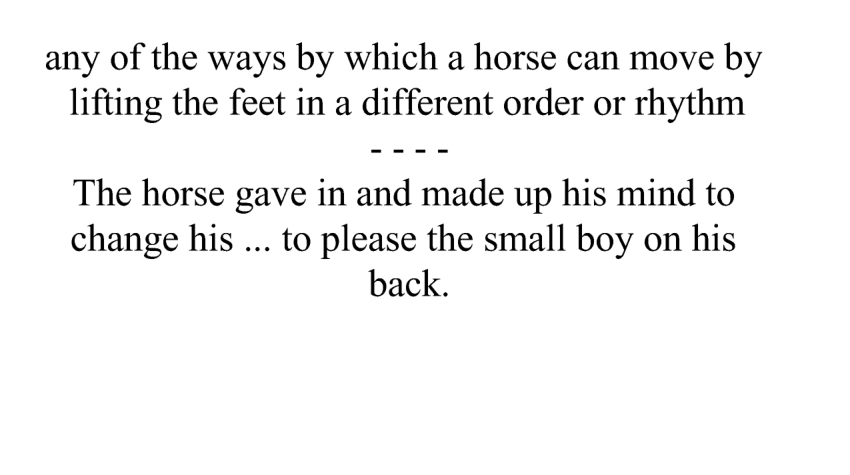 any of the ways by which a horse can move by
lifting the feet in a different order or rhythm
- - - -
The horse gave in and made up his mind to
change his ... to please the small boy on his
back.